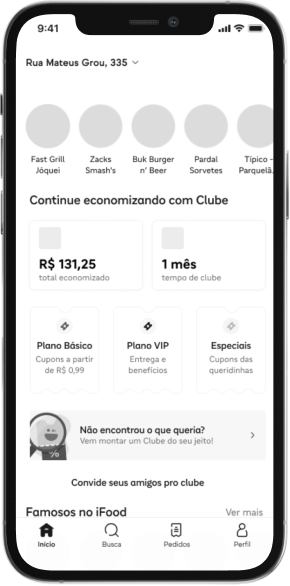 9:41
Rua Mateus Grou, 335
Fast Grill Jóquei
Zacks Smash's
Buk Burger n' Beer
Pardal Sorvetes
Típico - Parquelâ.
Continue economizando com Clube
R$ 131,25
total economizado
1 mês
tempo de clube
Plano Básico
Cupons a partir
de R$ 0,99
Plano VIP
Entrega e
benefícios
Especiais
Cupons das
queridinhas
%
Não encontrou o que queria?
Vem montar um Clube do seu jeito!
Convide seus amigos pro clube
Famosos no iFood
Ver mais
Início
Busca
Pedidos
Perfil